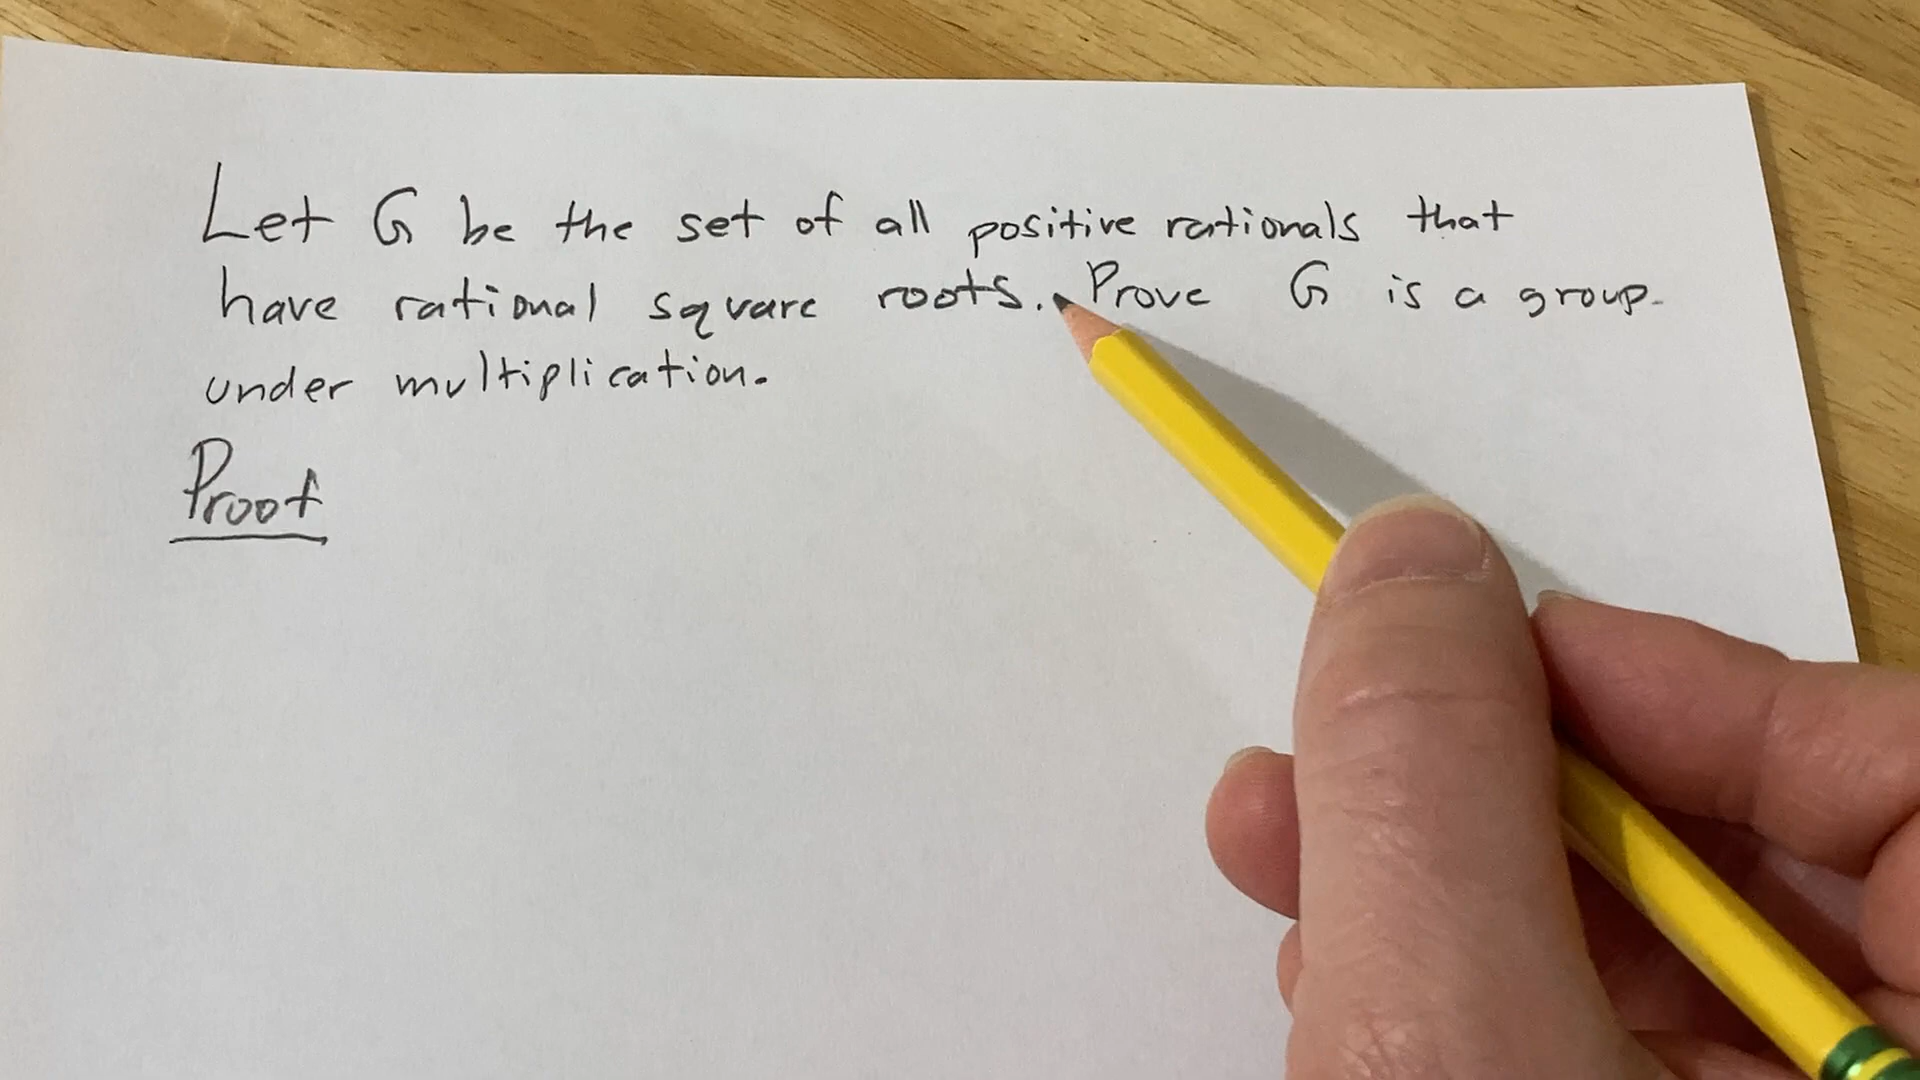 Let G be the set of all positive rationals that
have rational square roots. Prove G is a group
under multiplication.
Proof